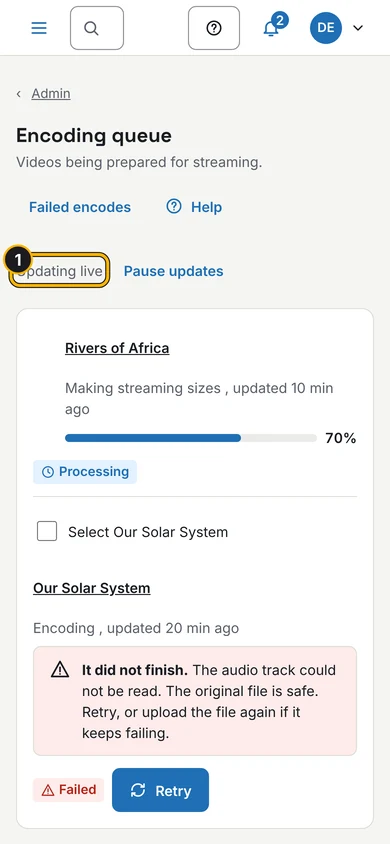 2
DE
Admin
Encoding queue
Videos being prepared for streaming.
Failed encodes
Help
1
Updating live
Pause updates
Rivers of Africa
Making streaming sizes , updated 10 min
ago
70%
Processing
Select Our Solar System
Our Solar System
Encoding , updated 20 min ago
It did not finish. The audio track could
not be read. The original file is safe.
Retry, or upload the file again if it
keeps failing.
Failed
Retry